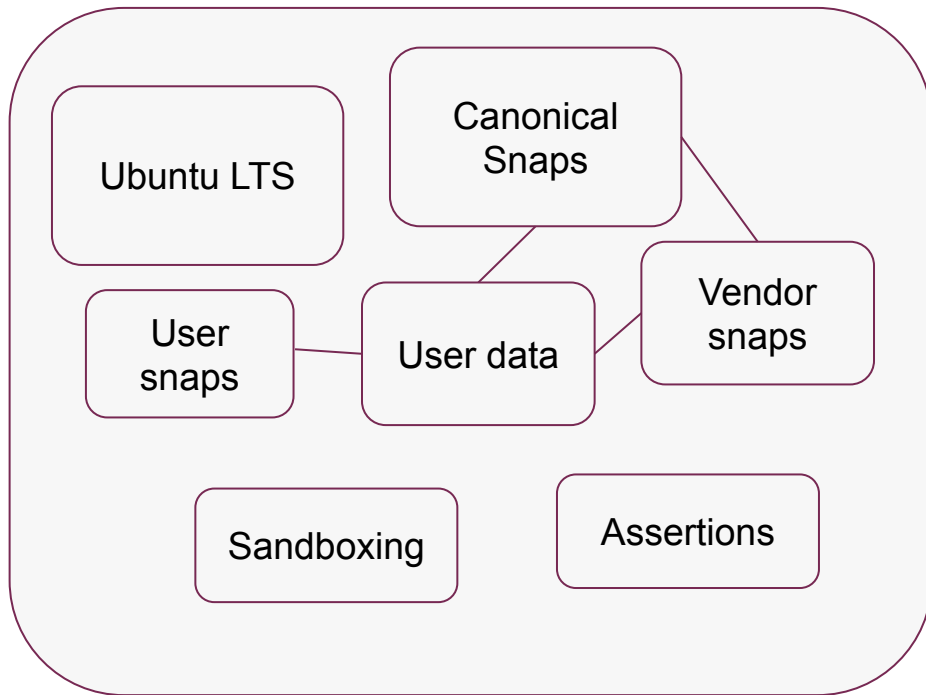 Ubuntu LTS
Canonical
Snaps
User
snaps
User data
Vendor
snaps
Sandboxing
Assertions